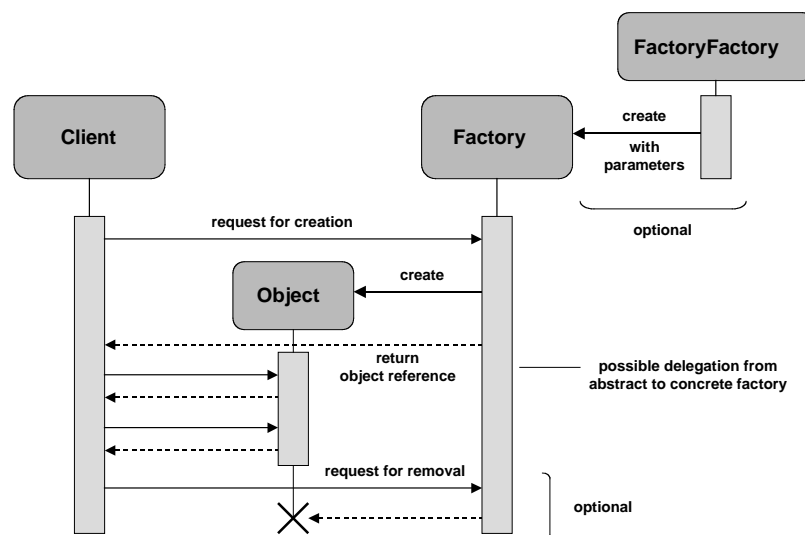 FactoryFactory
Client
Factory
create
with
parameters
request for creation
optional
Object
create
return
object reference
possible delegation from
abstract to concrete factory
request for removal
optional